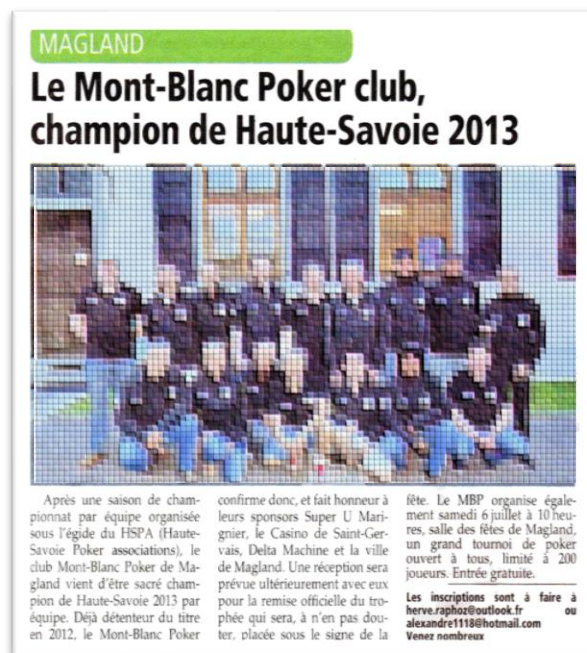 MAGLAND
Le Mont-Blanc Poker club,
champion de Haute-Savoie 2013
Après une saison de cham-
pionnat par équipe organisée
sous l'égide du HSPA (Haute-
Savoie Poker associations), le
club Mont-Blanc Poker de Ma-
gland vient d'être sacré cham-
pion de Haute-Savoie 2013 par
équipe. Déjà détenteur du titre
en 2012, le Mont-Blanc Poker
confirme donc, et fait honneur à
leurs sponsors Super U Mari-
gnier, le Casino de Saint-Ger-
vais, Delta Machine et la ville
de Magland. Une réception sera
prévue ultérieurement avec eux
pour la remise officielle du tro-
phée qui sera, à n'en pas dou-
ter, placée sous le signe de la
fête. Le MBP organise égale-
ment samedi 6 juillet à 10 heu-
res, salle des fêtes de Magland,
un grand tournoi de poker
ouvert à tous, limité à 200
joueurs. Entrée gratuite.
Les inscriptions sont à faire à
herve.raphoz@outlook.fr ou
alexandre1118@hotmail.com
Venez nombreux